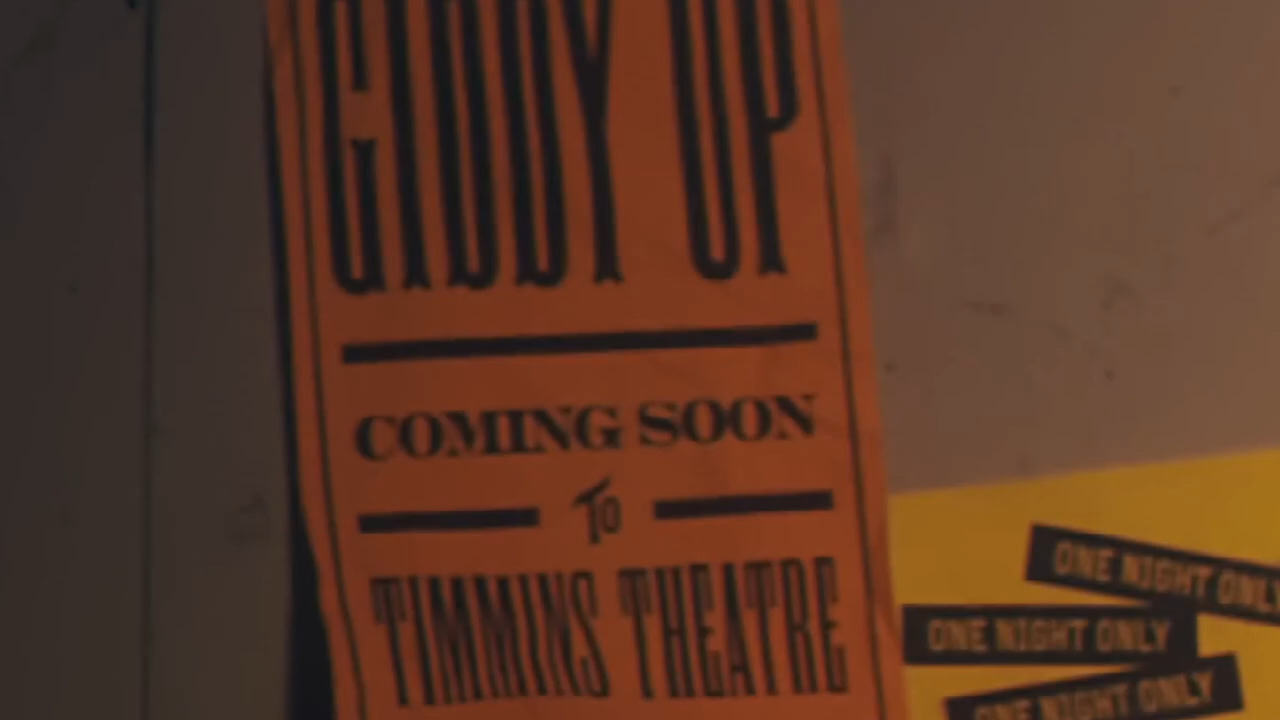 GIDDY UP
COMING SOON
To
TIMMINS THEATRE
ONE NIGHT ONLY
ONE NIGHT ONLY
ONE NIGHT ONLY